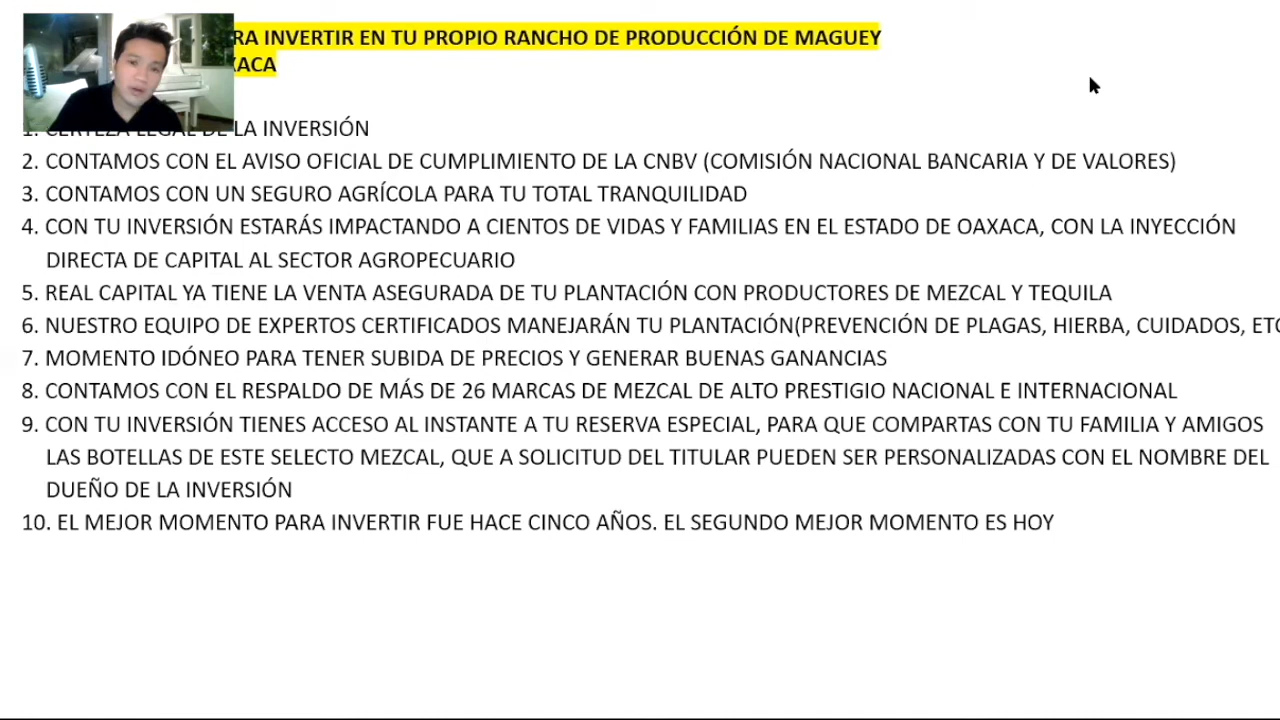 RA INVERTIR EN TU PROPIO RANCHO DE PRODUCCIÓN DE MAGUEY
XACA
1. CERTEZA LEGAL DE LA INVERSIÓN
2. CONTAMOS CON EL AVISO OFICIAL DE CUMPLIMIENTO DE LA CNBV (COMISIÓN NACIONAL BANCARIA Y DE VALORES)
3. CONTAMOS CON UN SEGURO AGRÍCOLA PARA TU TOTAL TRANQUILIDAD
4. CON TU INVERSIÓN ESTARÁS IMPACTANDO A CIENTOS DE VIDAS Y FAMILIAS EN EL ESTADO DE OAXACA, CON LA INYECCIÓN
DIRECTA DE CAPITAL AL SECTOR AGROPECUARIO
5. REAL CAPITAL YA TIENE LA VENTA ASEGURADA DE TU PLANTACIÓN CON PRODUCTORES DE MEZCAL Y TEQUILA
6. NUESTRO EQUIPO DE EXPERTOS CERTIFICADOS MANEJARÁN TU PLANTACIÓN(PREVENCIÓN DE PLAGAS, HIERBA, CUIDADOS, ETC
7. MOMENTO IDÓNEO PARA TENER SUBIDA DE PRECIOS Y GENERAR BUENAS GANANCIAS
8. CONTAMOS CON EL RESPALDO DE MÁS DE 26 MARCAS DE MEZCAL DE ALTO PRESTIGIO NACIONAL E INTERNACIONAL
9. CON TU INVERSIÓN TIENES ACCESO AL INSTANTE A TU RESERVA ESPECIAL, PARA QUE COMPARTAS CON TU FAMILIA Y AMIGOS
LAS BOTELLAS DE ESTE SELECTO MEZCAL, QUE A SOLICITUD DEL TITULAR PUEDEN SER PERSONALIZADAS CON EL NOMBRE DEL
DUEÑO DE LA INVERSIÓN
10. EL MEJOR MOMENTO PARA INVERTIR FUE HACE CINCO AÑOS. EL SEGUNDO MEJOR MOMENTO ES HOY